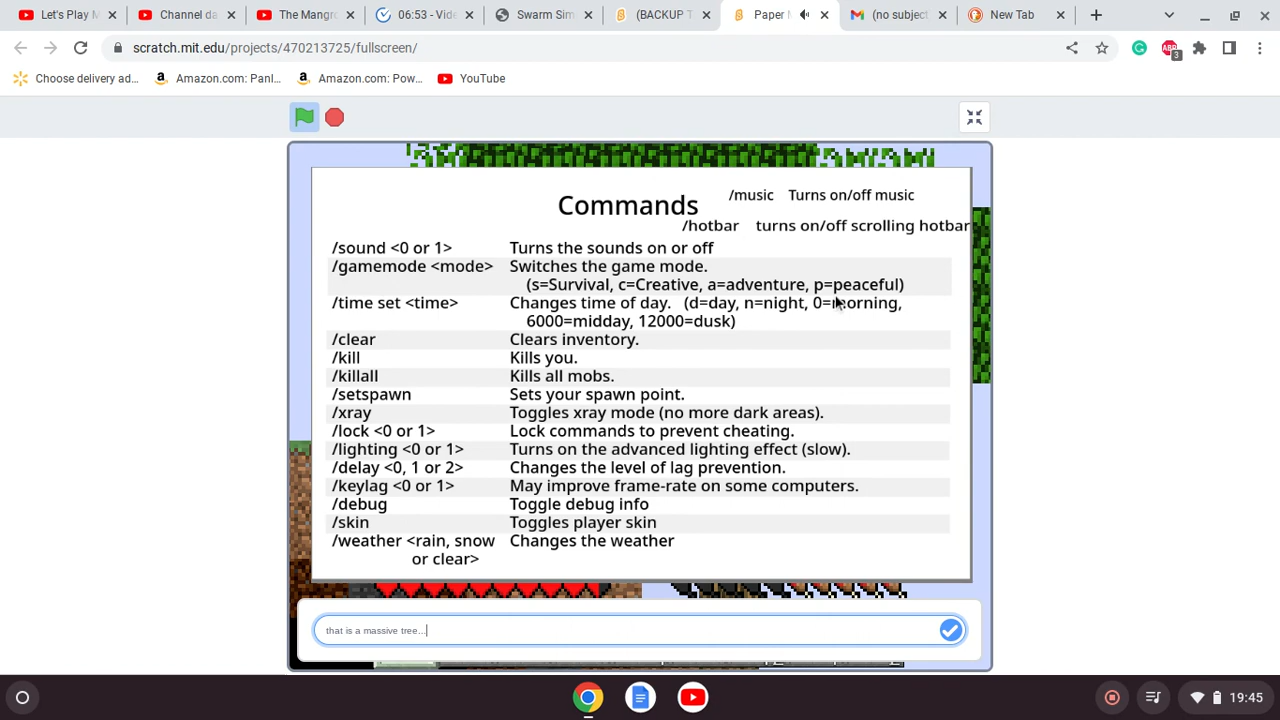 Let's Play M
Channel da
The Mangro
06:53 - Vide
Swarm Sim
(BACKUP T
Paper M
(no subject
New Tab
scratch.mit.edu/projects/470213725/fullscreen/
3
Choose delivery ad...
Amazon.com: Panl...
Amazon.com: Pow...
YouTube
/music Turns on/off music
Commands
/hotbar turns on/off scrolling hotbar
/sound <0 or 1> Turns the sounds on or off
/gamemode <mode> Switches the game mode.
(s=Survival, c=Creative, a=adventure, p=peaceful)
/time set <time> Changes time of day. (d=day, n=night, 0=morning,
6000=midday, 12000=dusk)
/clear Clears inventory.
/kill Kills you.
/killall Kills all mobs.
/setspawn Sets your spawn point.
/xray Toggles xray mode (no more dark areas).
/lock <0 or 1> Lock commands to prevent cheating.
/lighting <0 or 1> Turns on the advanced lighting effect (slow).
/delay <0, 1 or 2> Changes the level of lag prevention.
/keylag <0 or 1> May improve frame-rate on some computers.
/debug Toggle debug info
/skin Toggles player skin
/weather <rain, snow Changes the weather
or clear>
that is a massive tree...
19:45